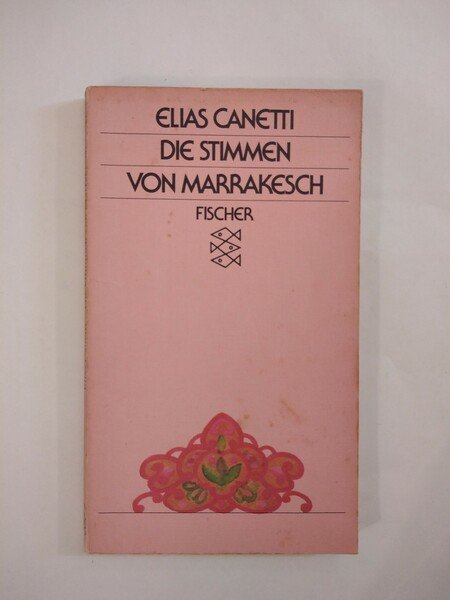 ELIAS CANETTI
DIE STIMMEN
VON MARRAKESCH
FISCHER